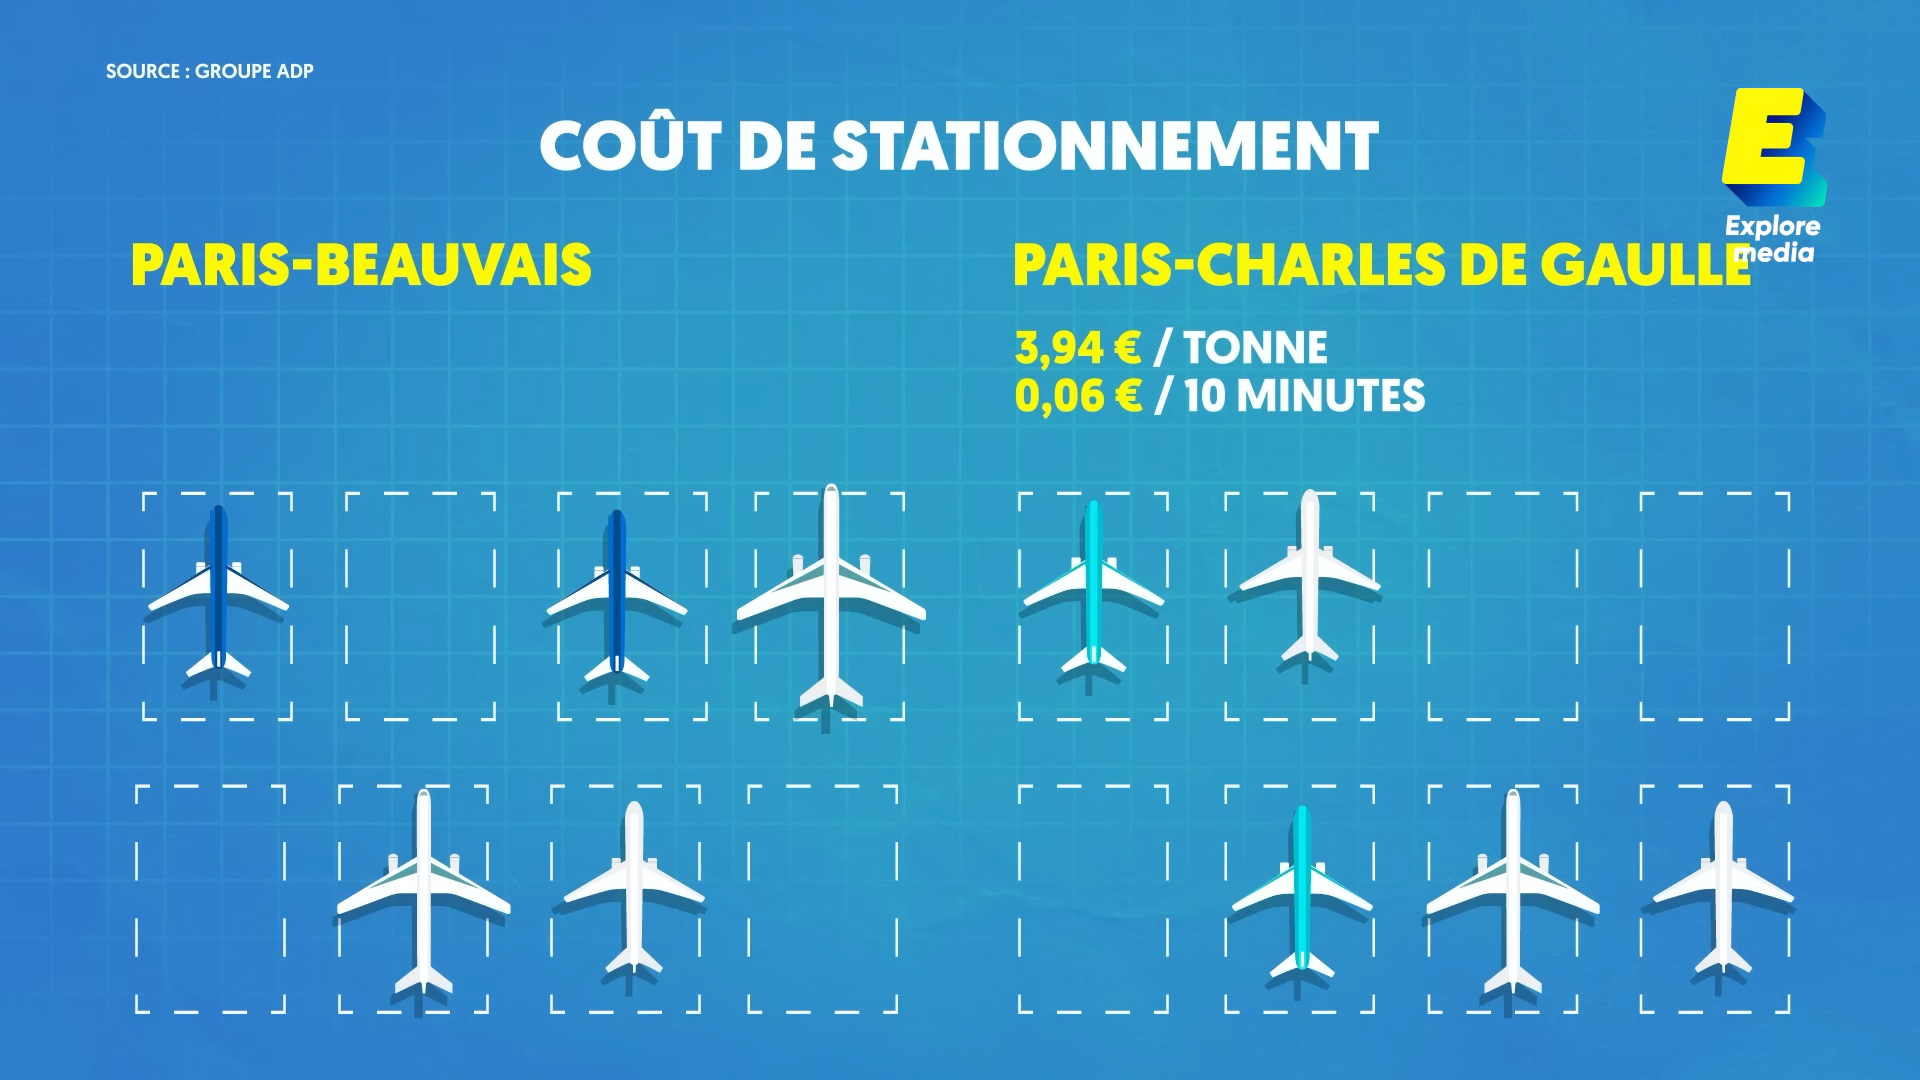 SOURCE : GROUPE ADP
COÛT DE STATIONNEMENT
E
Explore
media
PARIS-BEAUVAIS
PARIS-CHARLES DE GAULLE
3,94 € / TONNE
0,06 € / 10 MINUTES